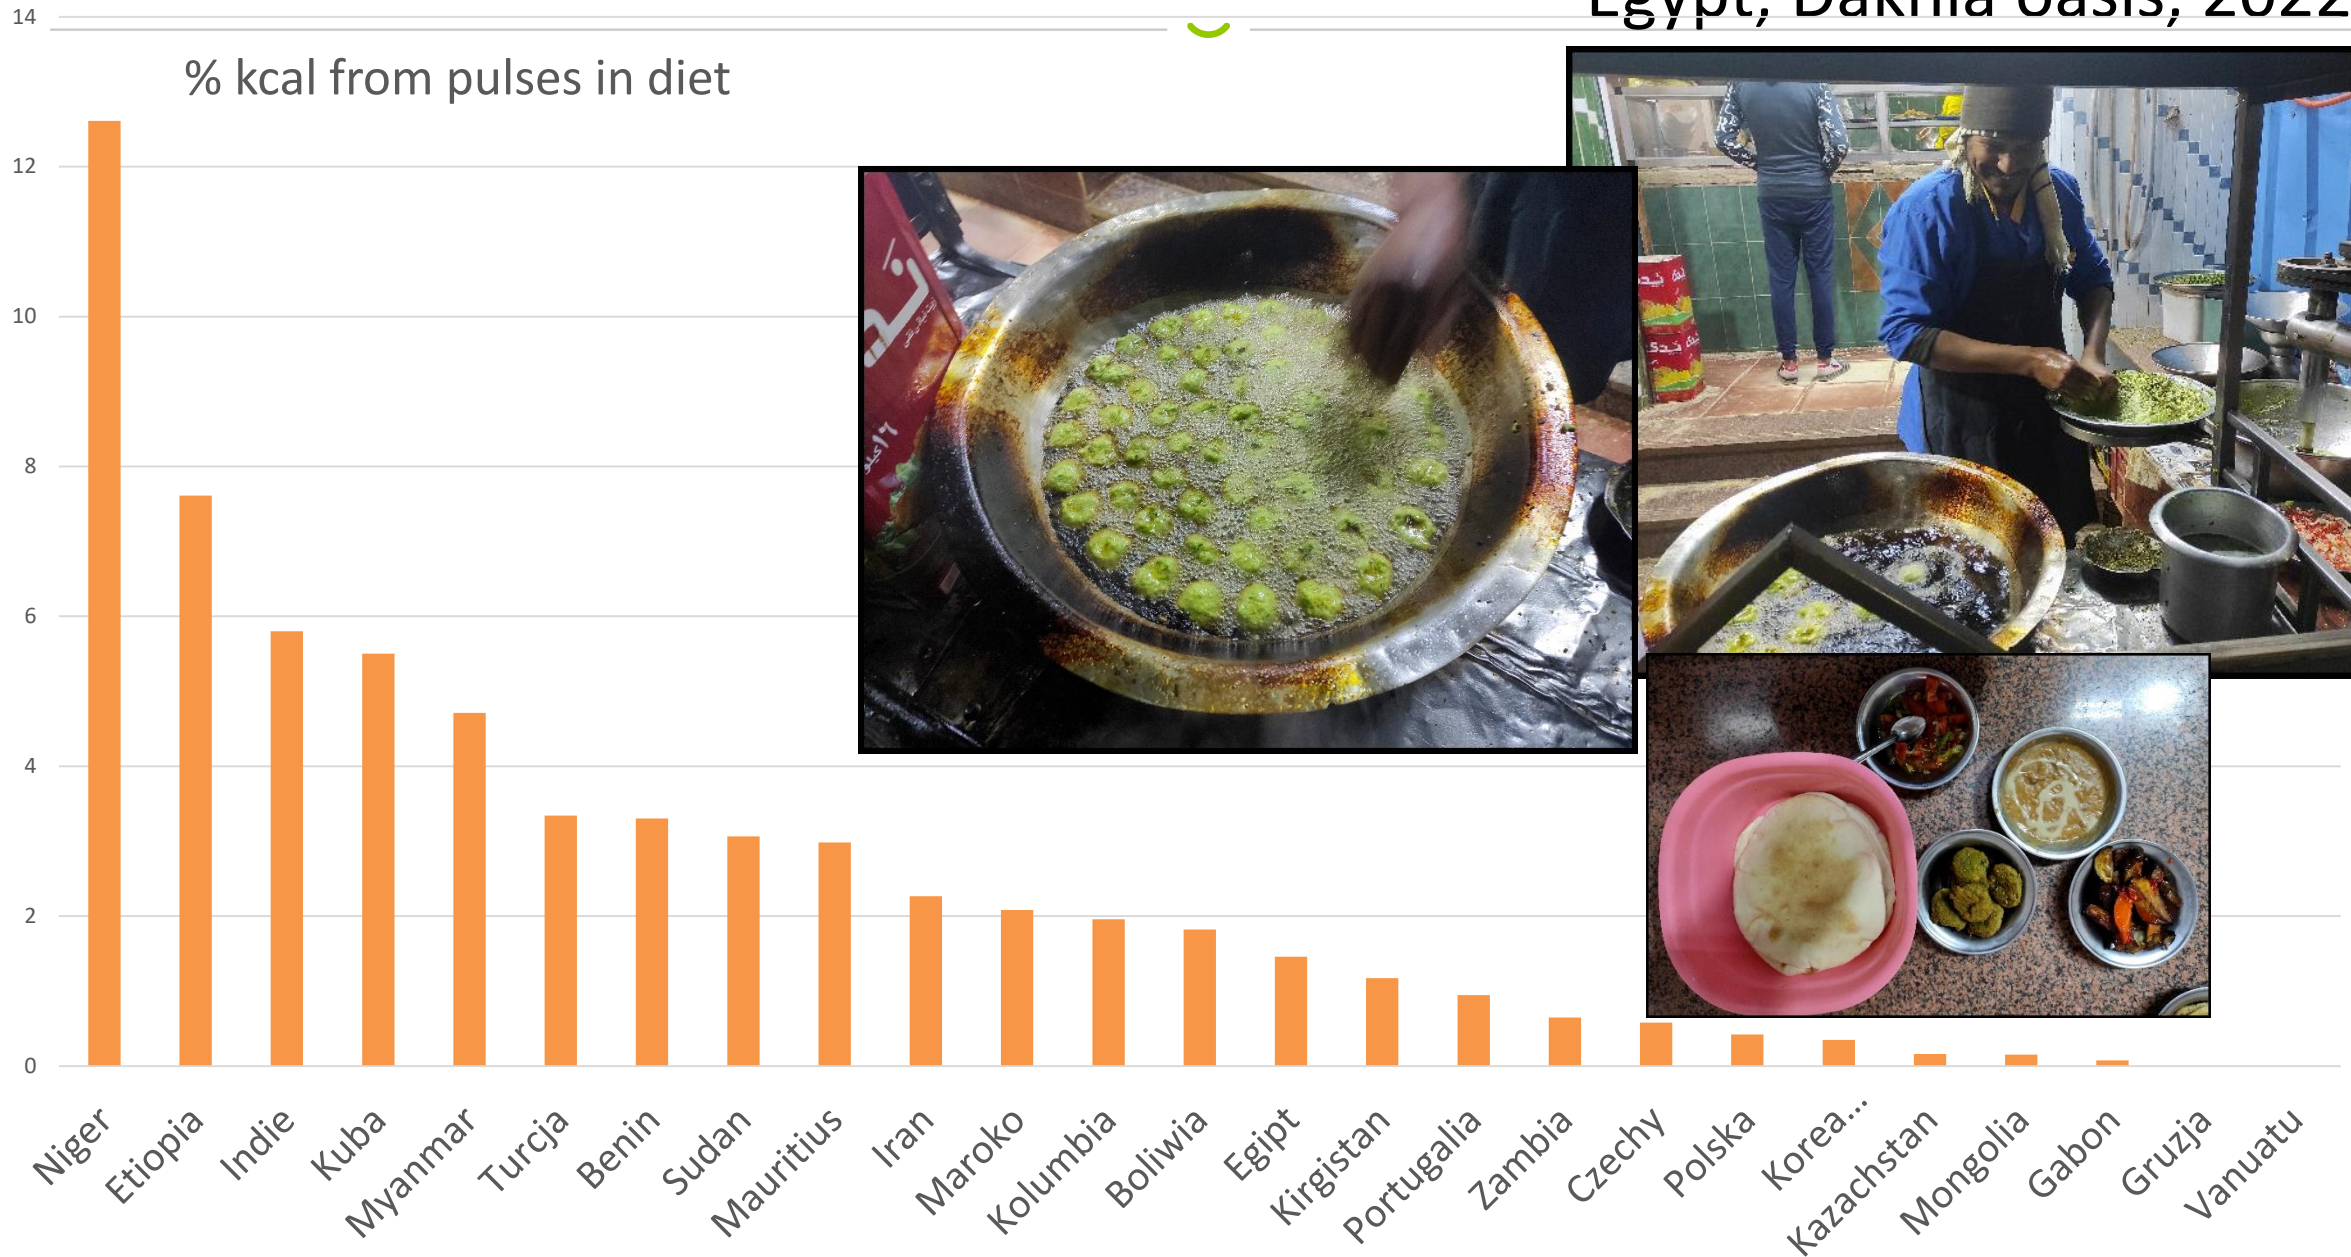 Egypt, Dakhla oasis, 2022
% kcal from pulses in diet
14
12
10
8
6
4
2
0
Niger
Etiopia
Indie
Kuba
Myanmar
Turcja
Benin
Sudan
Mauritius
Iran
Maroko
Kolumbia
Boliwia
Egipt
Kirgistan
Portugalia
Zambia
Czechy
Polska
Korea...
Kazachstan
Mongolia
Gabon
Gruzja
Vanuatu